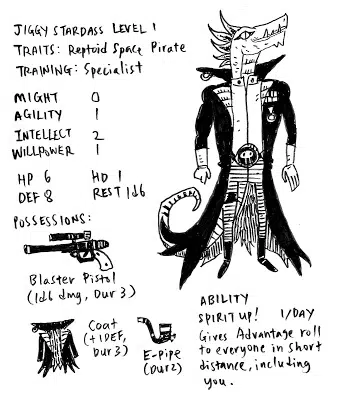 JIGGY STARDASS LEVEL 1
TRAITS: Reptoid Space Pirate
TRAINING: Specialist
MIGHT 0
AGILITY 1
INTELLECT 2
WILLPOWER 1
HP 6 HD 1
DEF 8 REST 1d6
POSSESSIONS:
Blaster Pistol
(1d6 dmg, Dur 3)
Coat
(+1DEF,
Dur 3)
E-pipe
(Dur 2)
ABILITY
SPIRIT UP! 1/DAY
Gives Advantage roll
to everyone in short
distance, including
you.